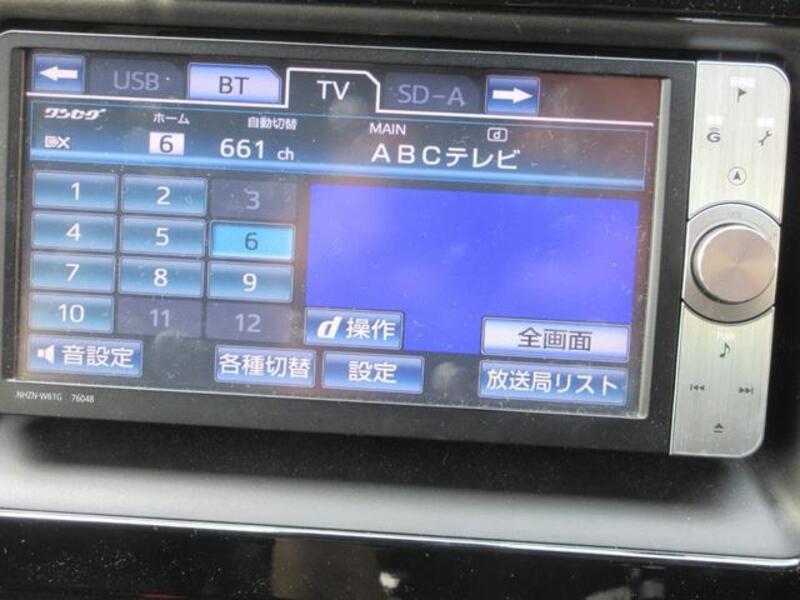 USB BT TV SD-A
ワンセグ ホーム 自動切替 MAIN d
DX 6 661 ch ABCテレビ
1 2 3
4 5 6
7 8 9
10 11 12
d操作 全画面
音設定 各種切替 設定 放送局リスト
NHZN-W61G 76048
G